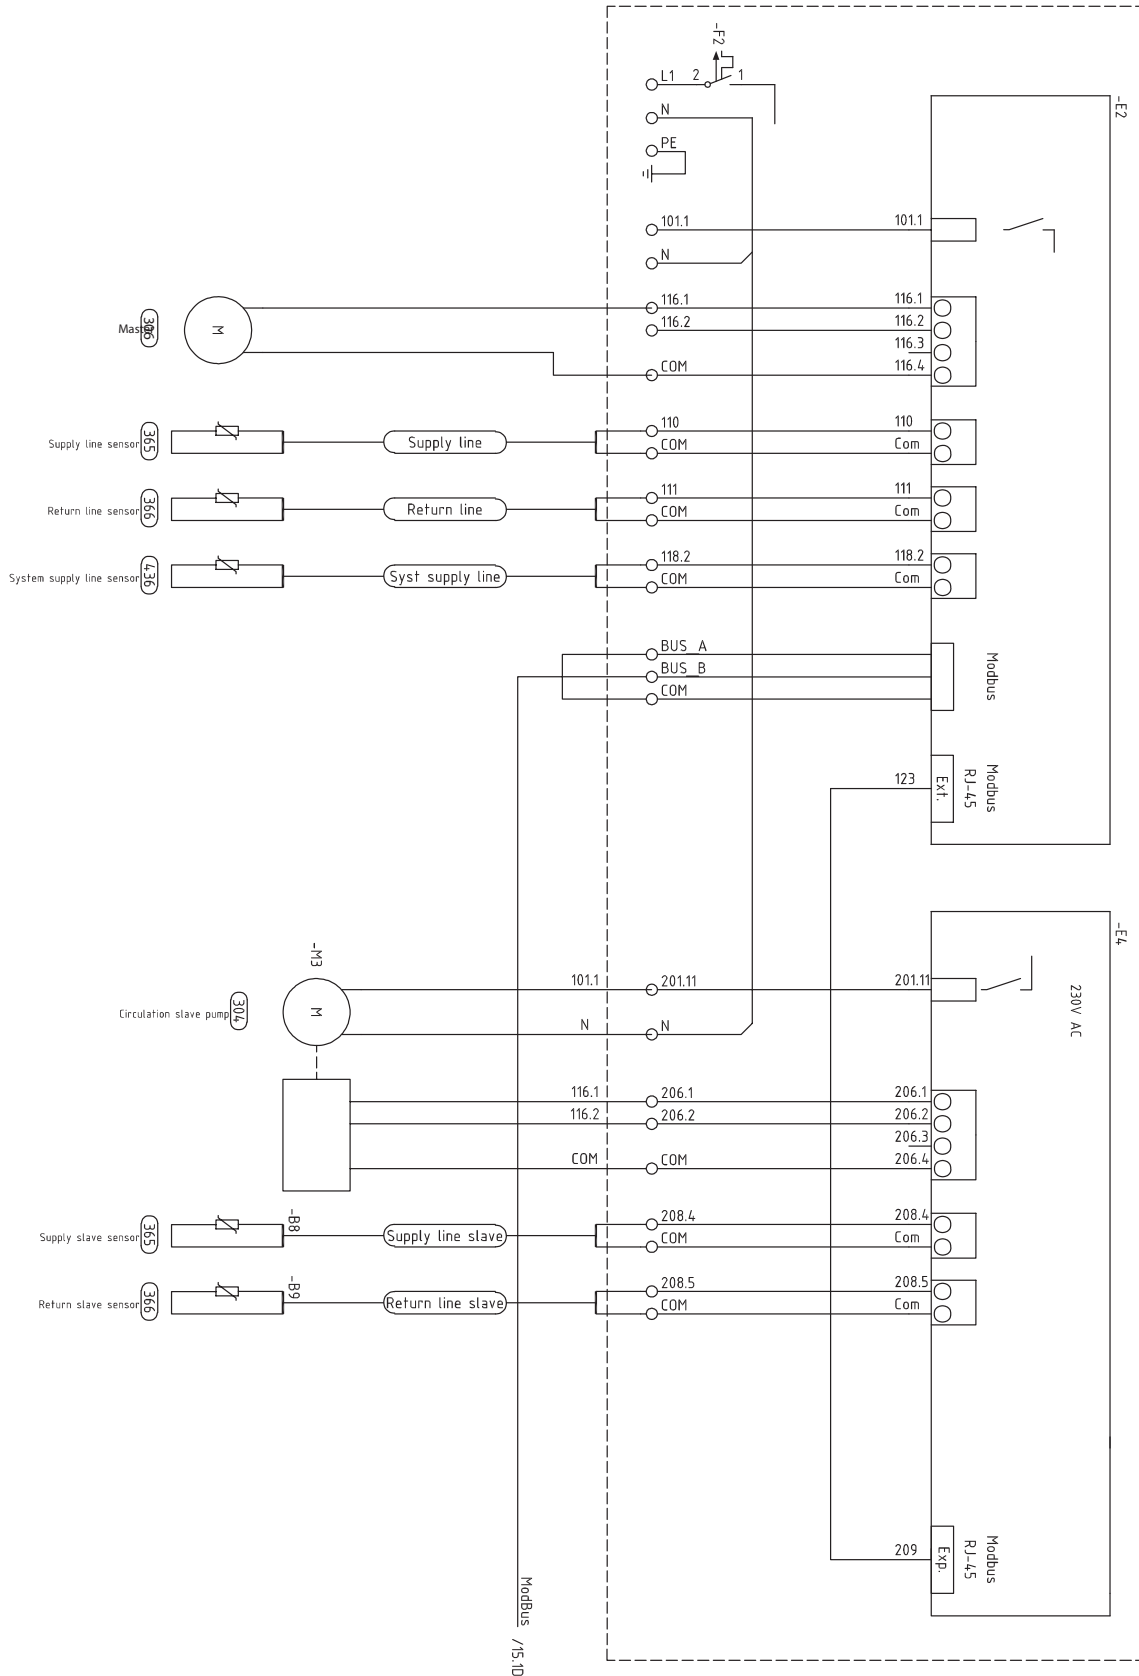 -F2
L1 2 1
N
PE
-E2
101.1 101.1
N
116.1 116.1
Master 306 M
116.2 116.2
116.3
COM 116.4
110 110
Supply line sensor 365 Supply line
COM Com
111 111
Return line sensor 366 Return line
COM Com
118.2 118.2
System supply line sensor 436 Syst supply line
COM Com
BUS_A
BUS_B
COM
Modbus
123 Ext.
Modbus
RJ-45
-E4
-M3
101.1 201.11 201.11
230V AC
Circulation slave pump 304 M
N N
116.1 206.1 206.1
116.2 206.2 206.2
206.3
COM COM 206.4
-B8
208.4 208.4
Supply slave sensor 365 Supply line slave
COM Com
-B9
208.5 208.5
Return slave sensor 366 Return line slave
COM Com
209 Exp.
Modbus
RJ-45
ModBus /15.1D